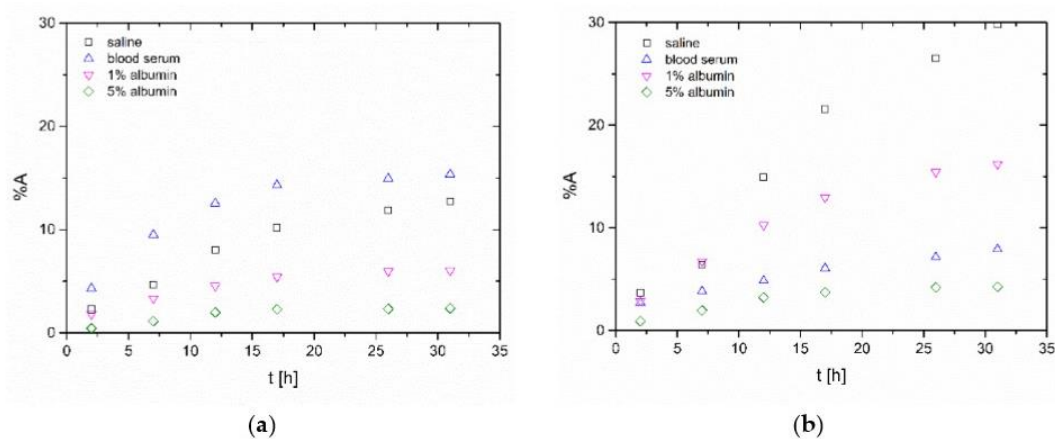 saline
blood serum
1% albumin
5% albumin
30
20
10
0
%A
0 5 10 15 20 25 30 35
t [h]
(a)
saline
blood serum
1% albumin
5% albumin
30
20
10
0
%A
0 5 10 15 20 25 30 35
t [h]
(b)